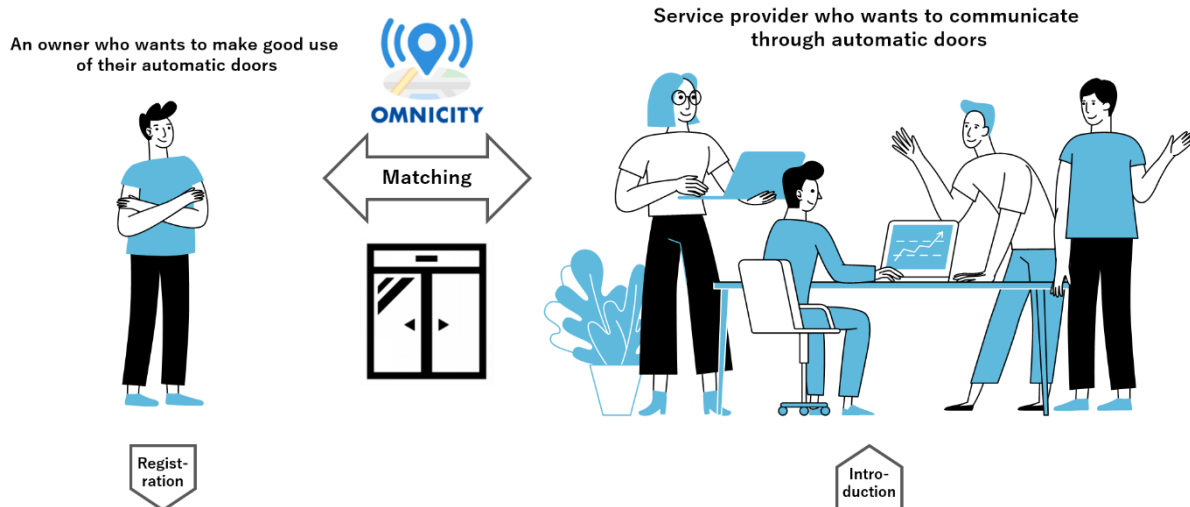 An owner who wants to make good use
of their automatic doors
OMNICITY
Matching
Service provider who wants to communicate
through automatic doors
Regist-
ration
Intro-
duction